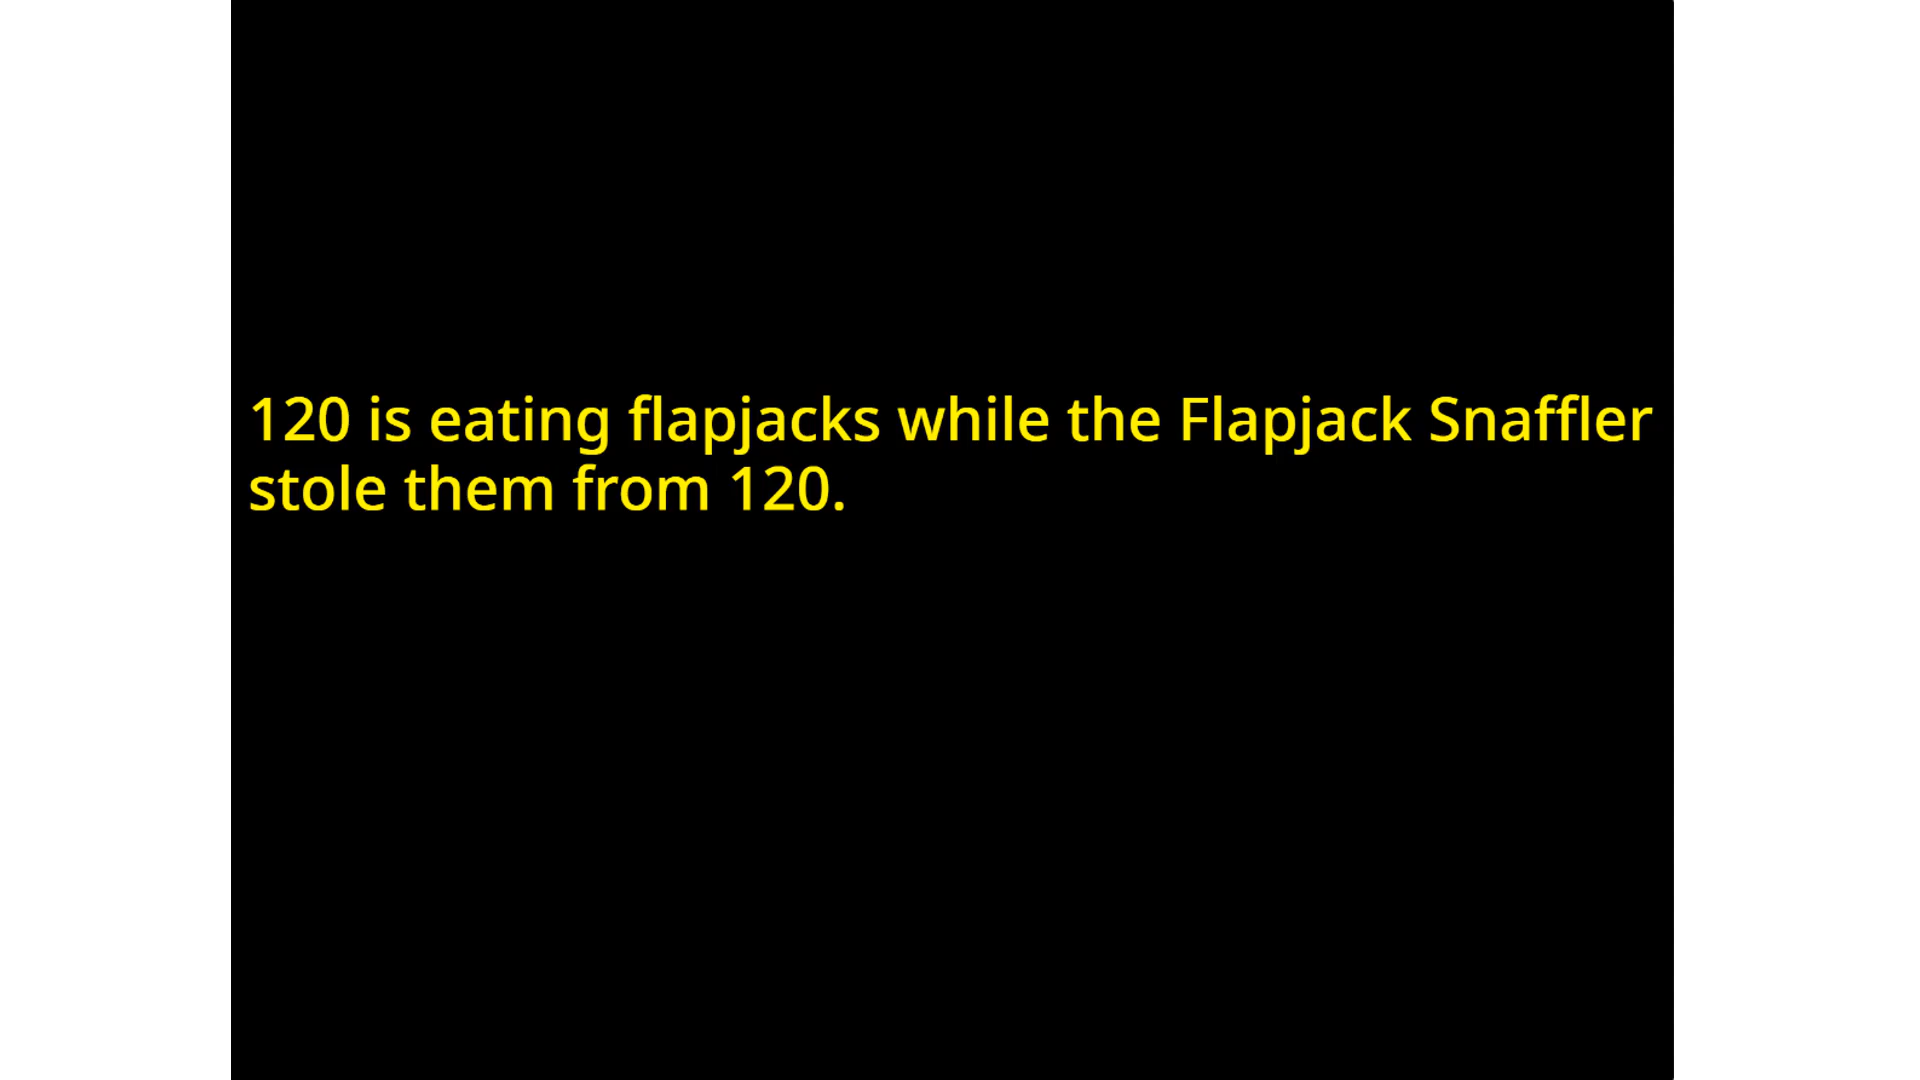 120 is eating flapjacks while the Flapjack Snaffler
stole them from 120.